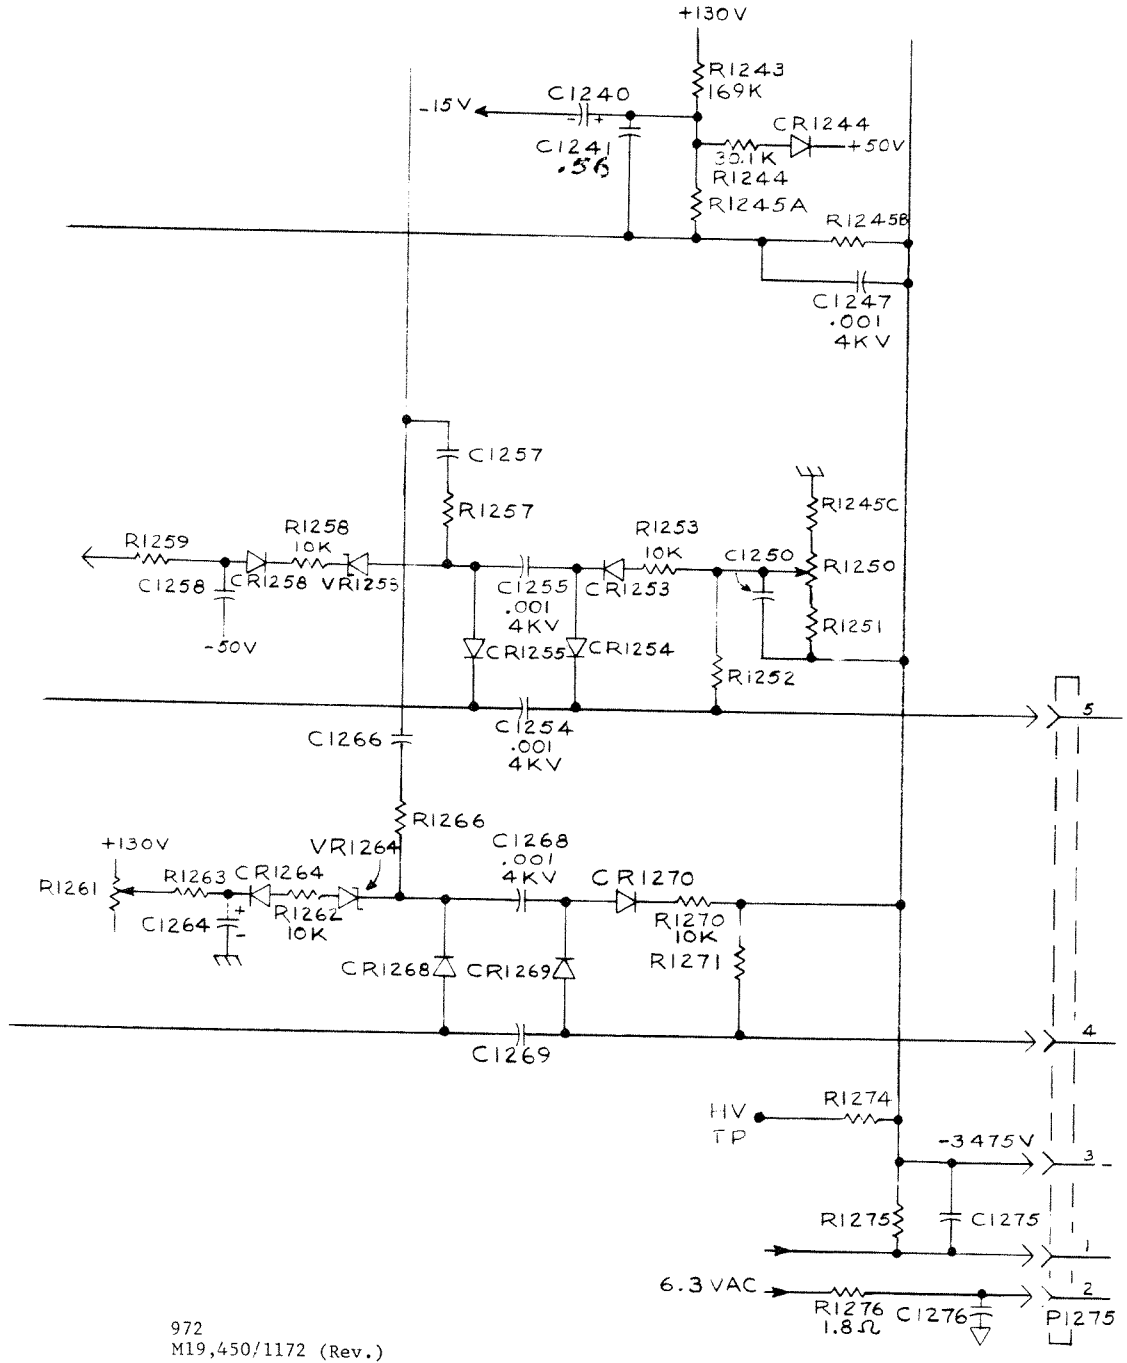 +130V
R1243
169K
-15V
C1240
- +
C1241
.56
CR1244
+50V
30.1K
R1244
R1245A
R1245B
C1247
.001
4KV
C1257
R1257
R1245C
R1259
R1258
10K
R1253
10K
C1250
R1250
C1258
CR1258
C1255
.001
4KV
CR1253
R1251
-50V
CR1255
CR1254
R1252
5
C1254
.001
4KV
C1266
R1266
+130V
VR1264
C1268
.001
4KV
R1261
R1263
CR1264
CR1270
C1264
+
-
R1262
10K
R1270
10K
R1271
CR1268
CR1269
4
C1269
R1274
HV
TP
-3475V
3
R1275
C1275
1
6.3VAC
2
R1276
1.8Ω
C1276
P1275
972
M19,450/1172 (Rev.)